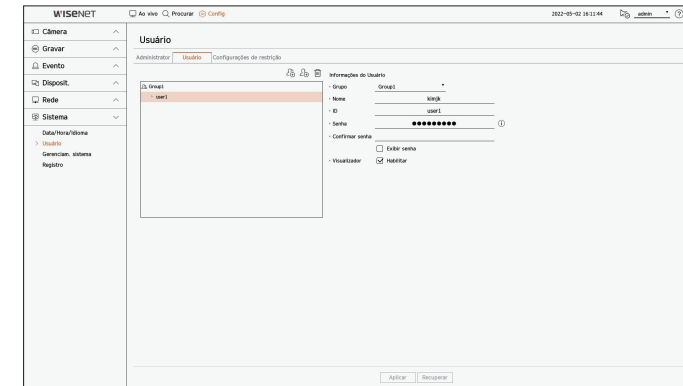 WISENET
Ao vivo Procurar Config
2022-05-02 16:11:44 admin
Câmera
Gravar
Evento
Disposit.
Rede
Sistema
Data/Hora/Idioma
> Usuário
Gerenciam. sistema
Registro
Usuário
Administrator Usuário Configurações de restrição
Group1
user1
Informações do Usuário
Grupo Group1
Nome kimjk
ID user1
Senha ●●●●●●●●●
Confirmar senha
Exibir senha
Visualizador Habilitar
Aplicar Recuperar